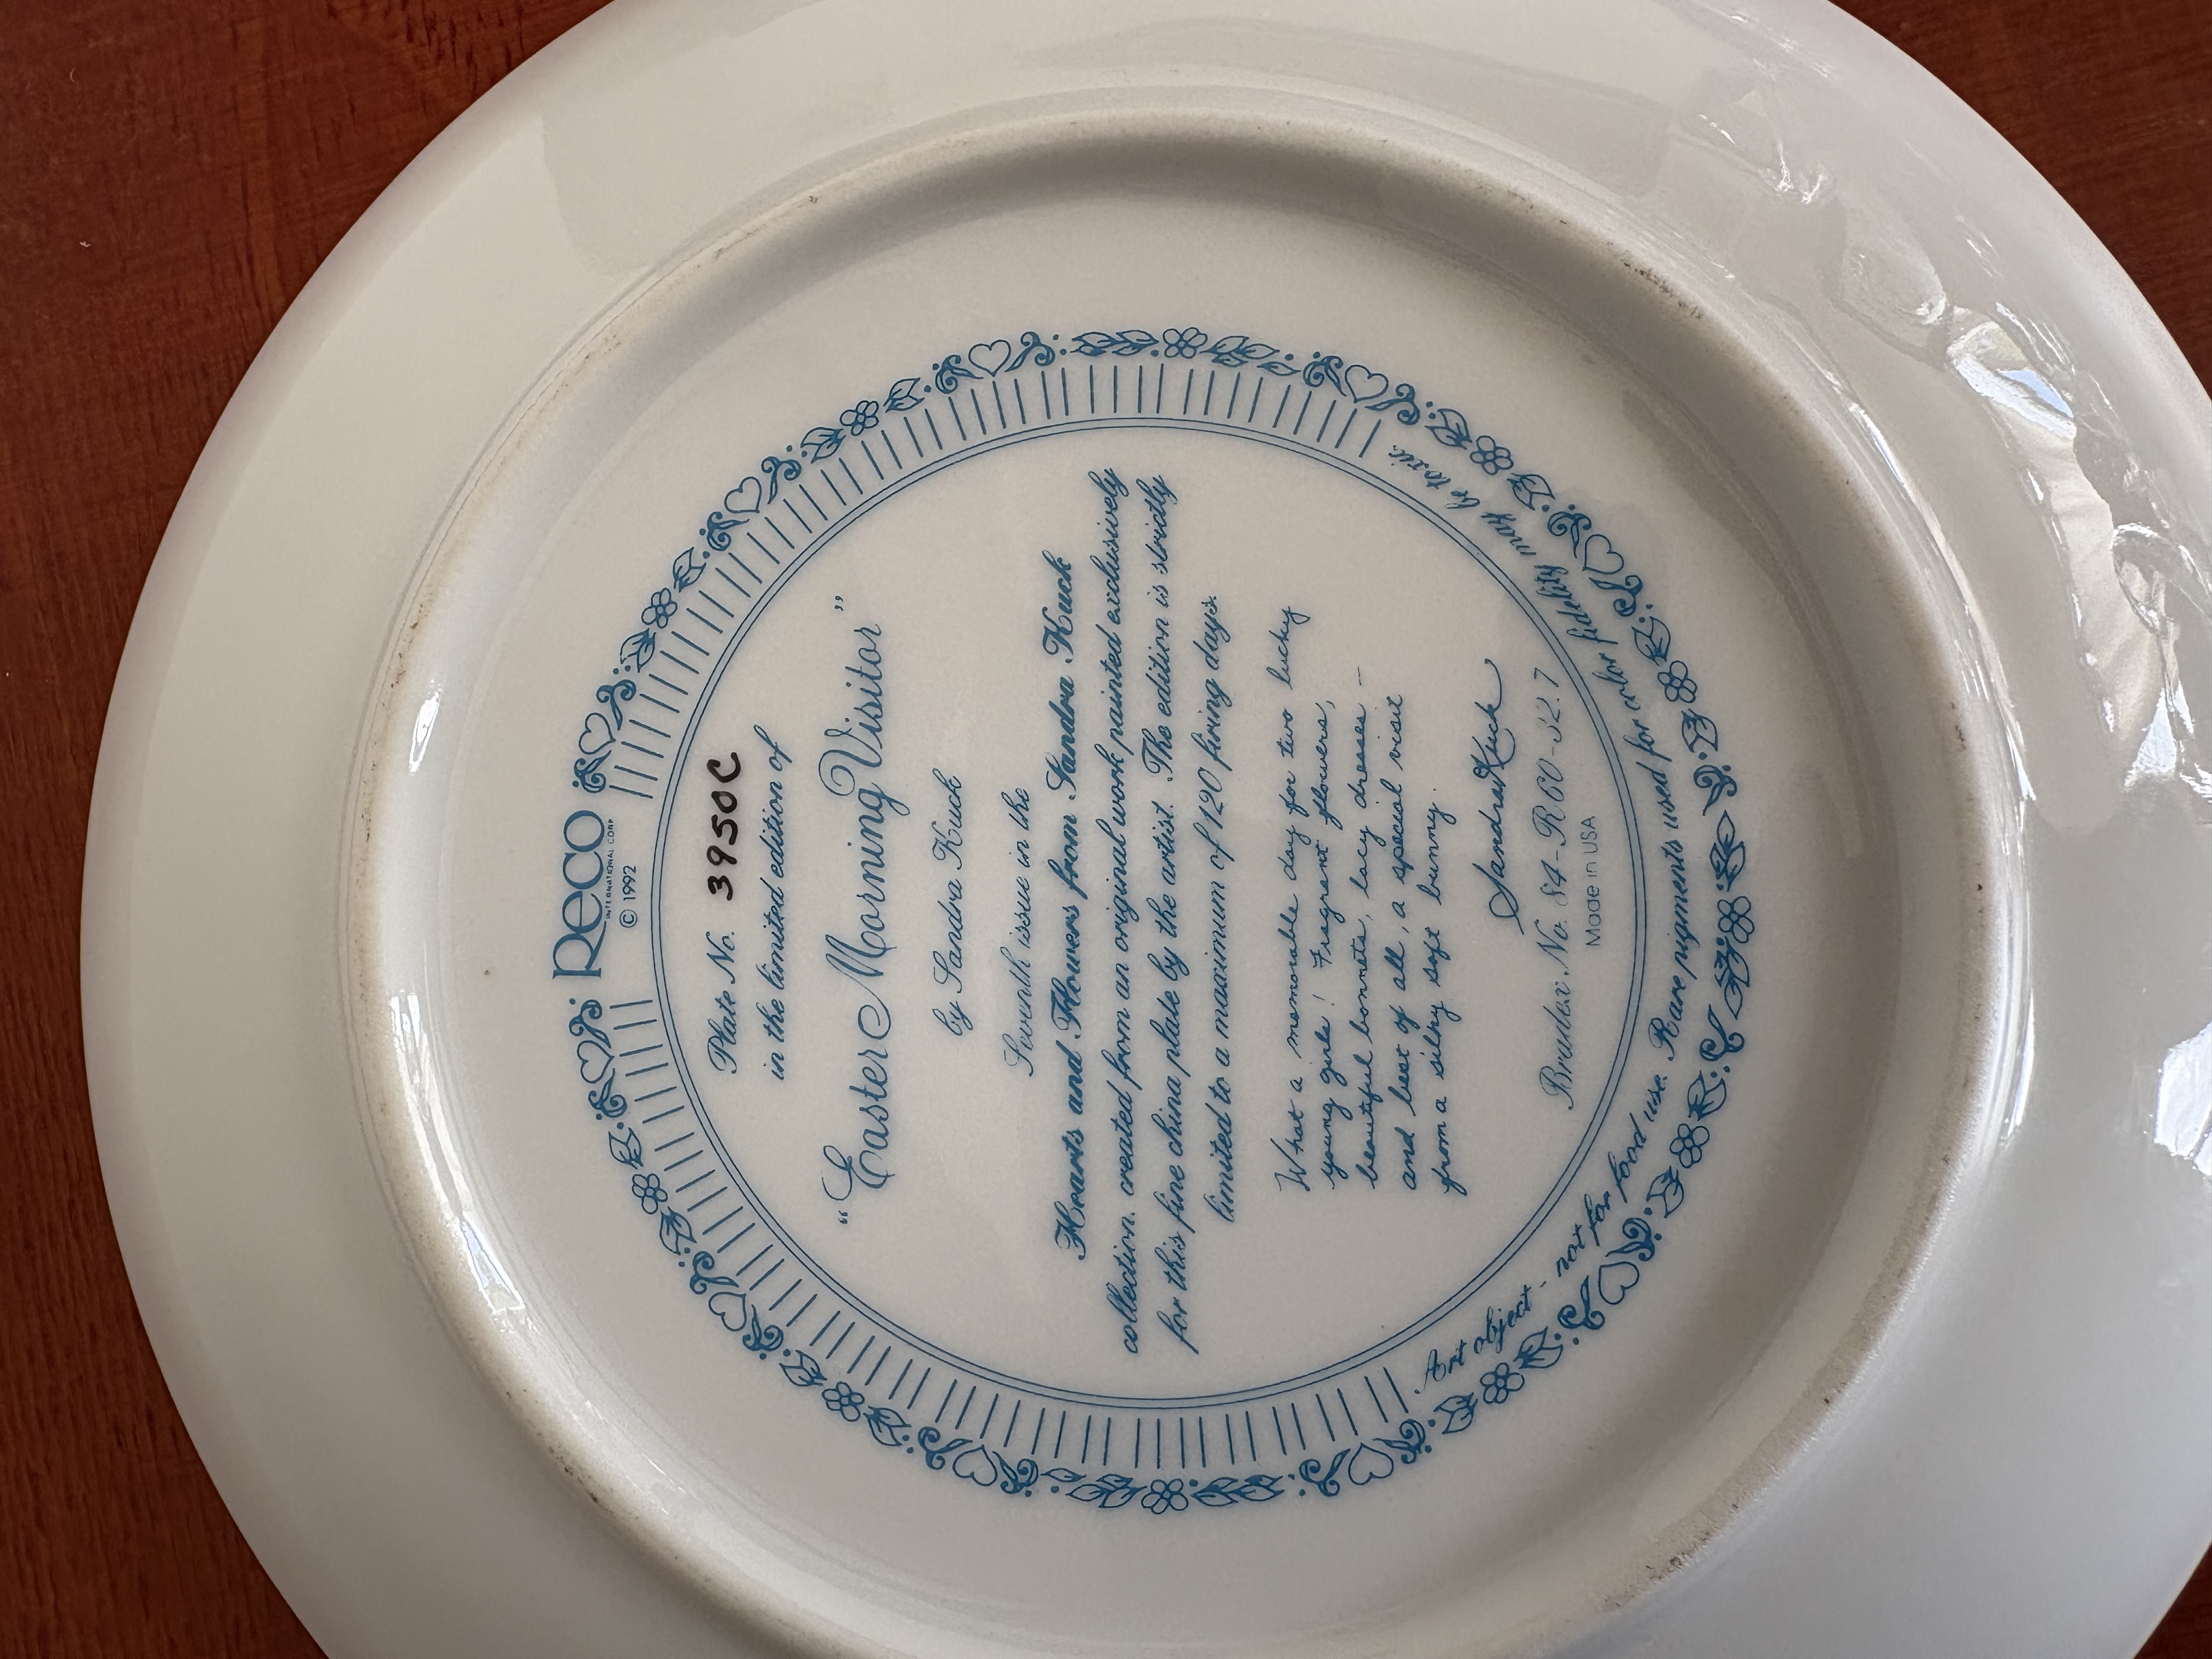 Reco
INTERNATIONAL CORP
© 1992
Plate No. 3950C
in the limited edition of
"Easter Morning Visitor"
by Sandra Kuck
Seventh issue in the
Hearts and Flowers from Sandra Kuck
collection. created from an original work painted exclusively
for this fine china plate by the artist. The edition is strictly
limited to a maximum of 120 firing days.
What a memorable day for two lucky
young girls! Fragrant flowers,
beautiful bonnets, lacy dresses -
and best of all, a special visit
from a silky soft bunny.
Sandra Kuck
Bradex. No. 84-R60-32.7
Made in USA
Art object - not for food use. Rare pigments used for color fidelity may be toxic.